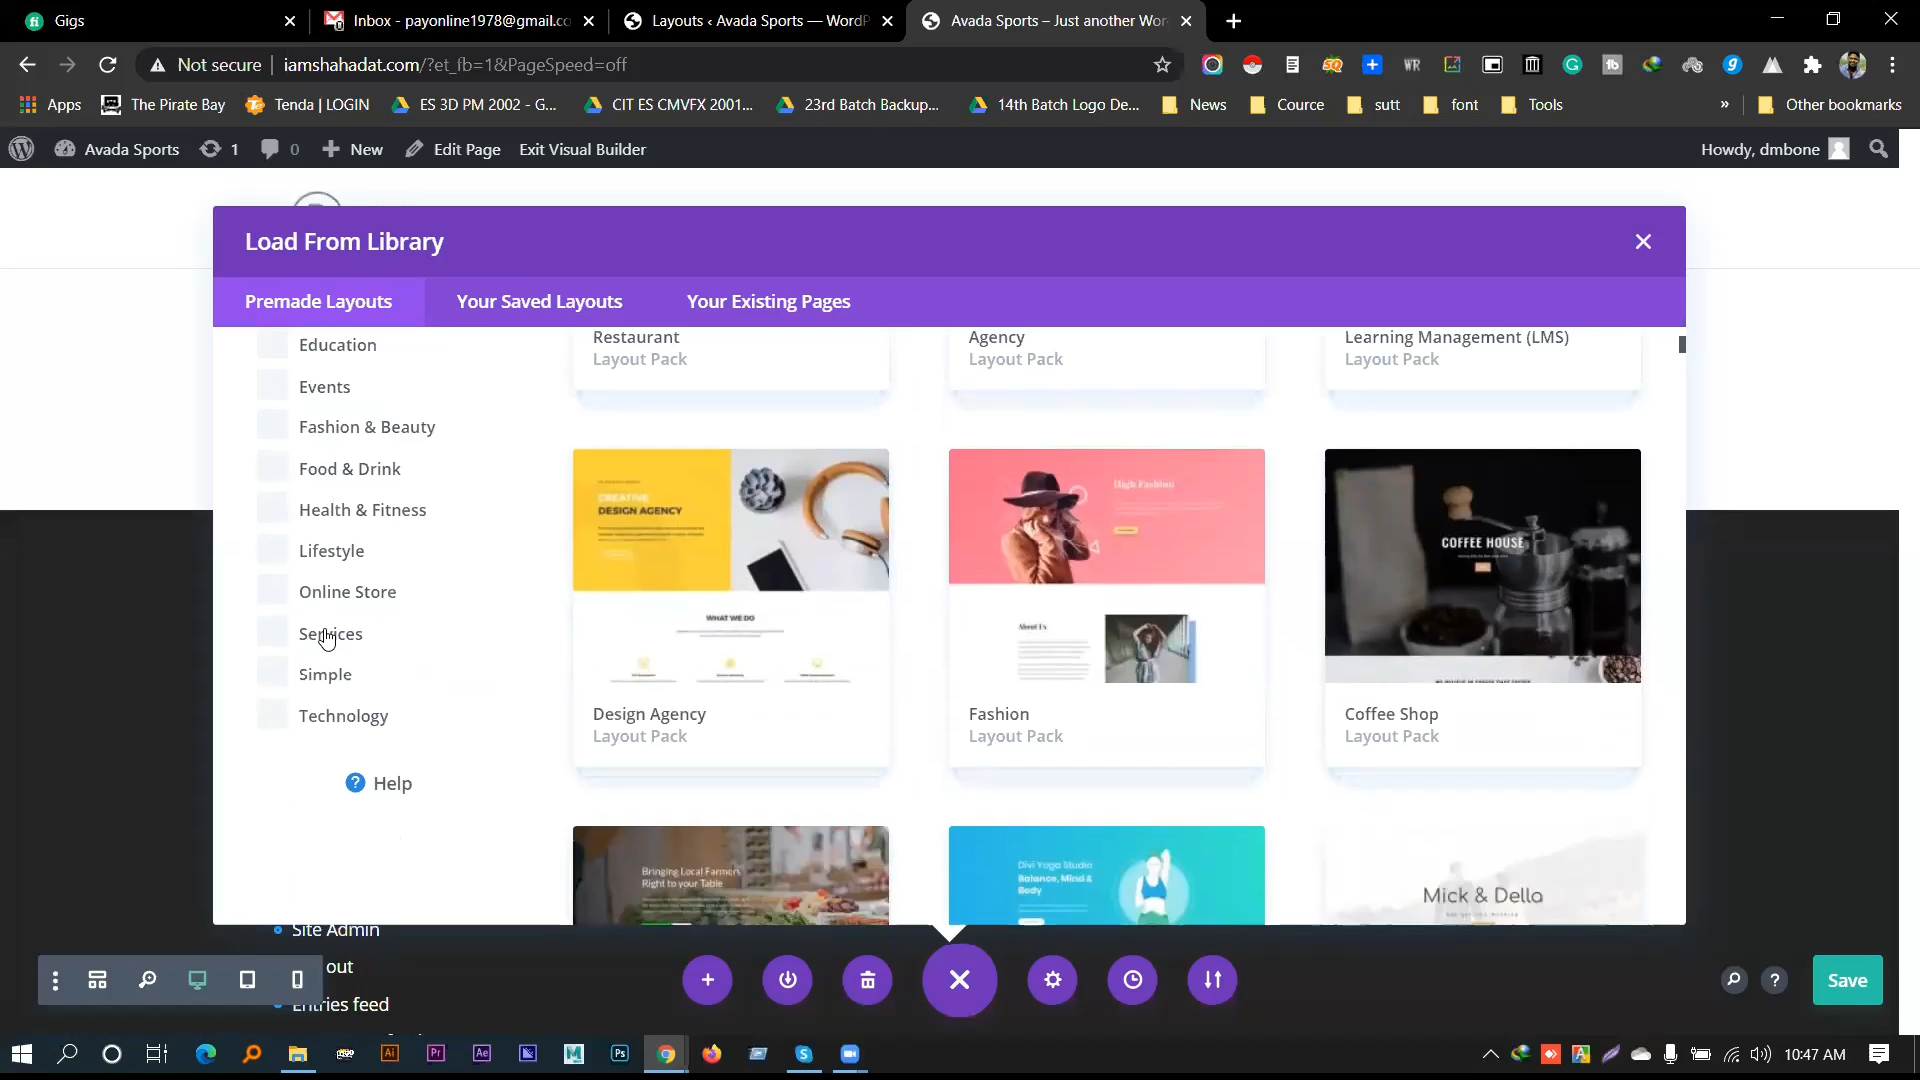 Gigs
Inbox - payonline1978@gmail.co
Layouts ‹ Avada Sports — WordP
Avada Sports – Just another Wor
Not secure
iamshahadat.com/?et_fb=1&PageSpeed=off
Apps
The Pirate Bay
Tenda | LOGIN
ES 3D PM 2002 - G...
CIT ES CMVFX 2001...
23rd Batch Backup...
14th Batch Logo De...
News
Cource
sutt
font
Tools
»
Other bookmarks
Avada Sports
1
0
New
Edit Page
Exit Visual Builder
Howdy, dmbone
Load From Library
Premade Layouts
Your Saved Layouts
Your Existing Pages
Education
Events
Fashion & Beauty
Food & Drink
Health & Fitness
Lifestyle
Online Store
Services
Simple
Technology
Help
Restaurant
Layout Pack
Agency
Layout Pack
Learning Management (LMS)
Layout Pack
CREATIVE
DESIGN AGENCY
WHAT WE DO
Design Agency
Layout Pack
High Fashion
About Us
Fashion
Layout Pack
COFFEE HOUSE
Coffee Shop
Layout Pack
Bringing Local Farmers
Right to your Table
Divi Yoga Studio
Balance, Mind &
Body
Mick & Della
Site Admin
out
Entries feed
Save
10:47 AM